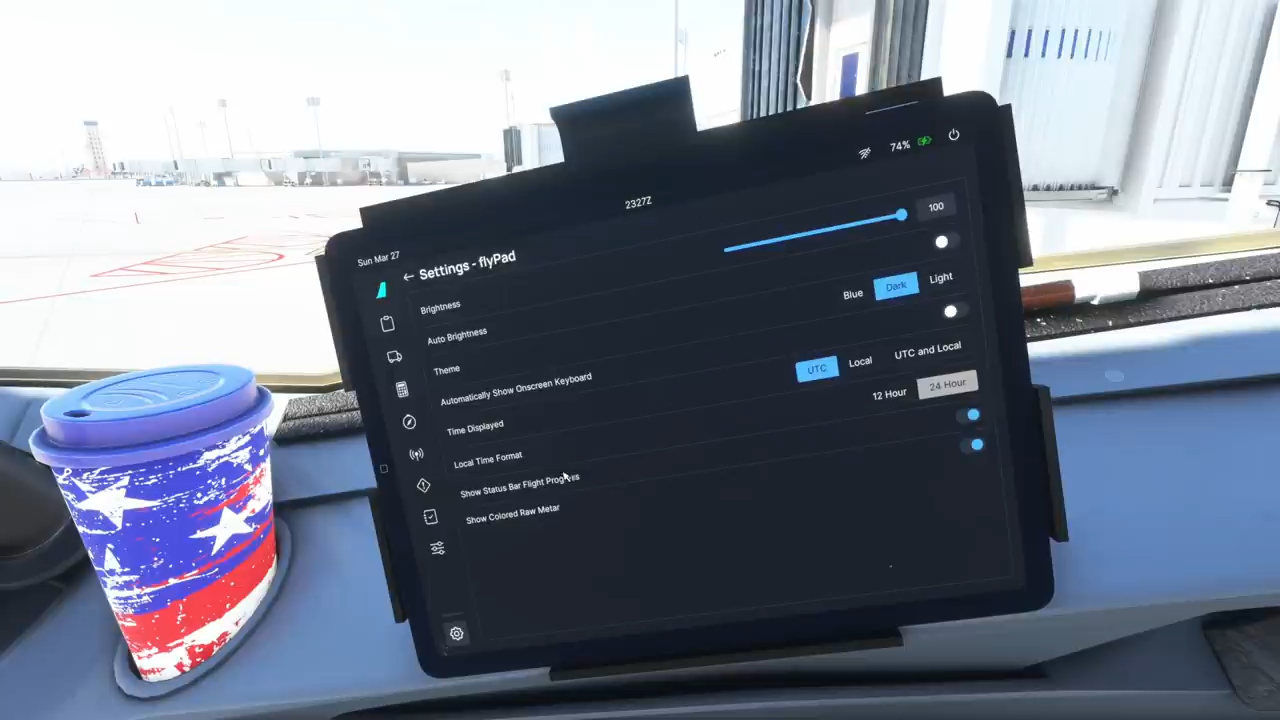 74%
2327Z
Sun Mar 27
← Settings - flyPad
Brightness 100
Auto Brightness
Theme Blue Dark Light
Automatically Show Onscreen Keyboard
Time Displayed UTC Local UTC and Local
Local Time Format 12 Hour 24 Hour
Show Status Bar Flight Progress
Show Colored Raw Metar